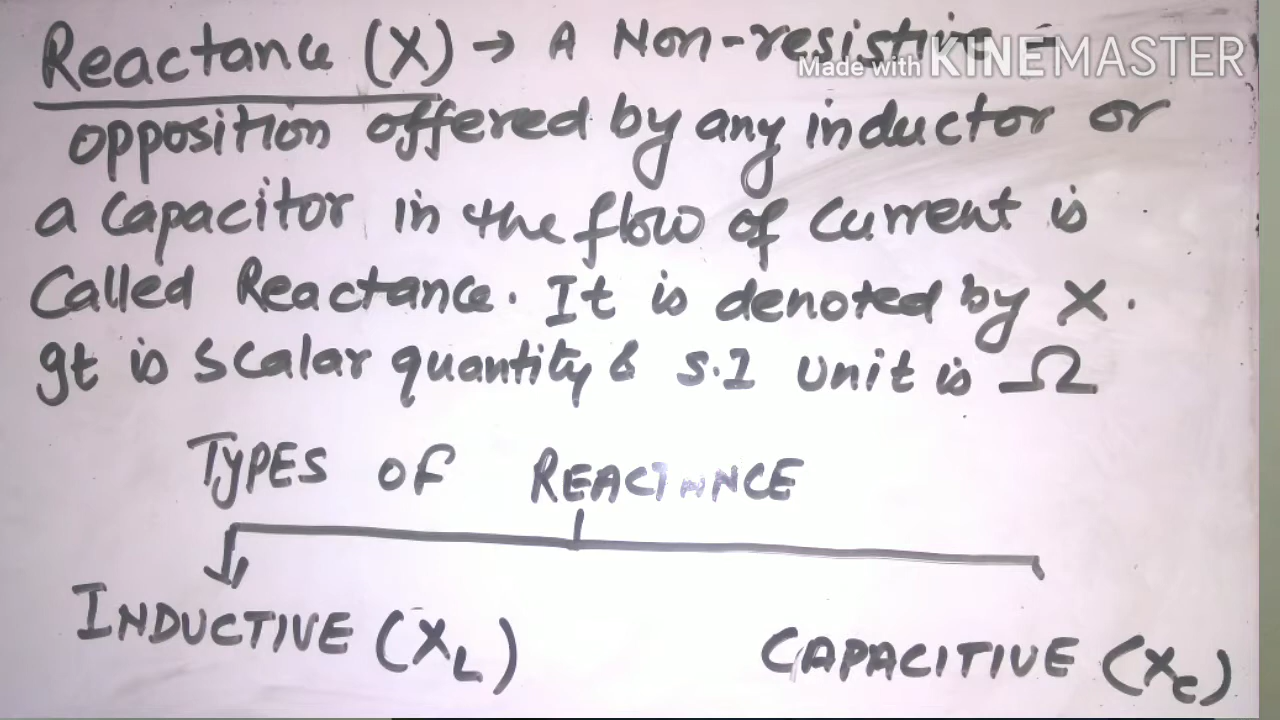 Reactance (X) → A Non-resistive -
Made with KINEMASTER
opposition offered by any inductor or
a capacitor in the flow of current is
Called Reactance. It is denoted by X.
It is scalar quantity & S.I Unit is Ω
TYPES OF REACTANCE
INDUCTIVE (XL)
CAPACITIVE (Xc)